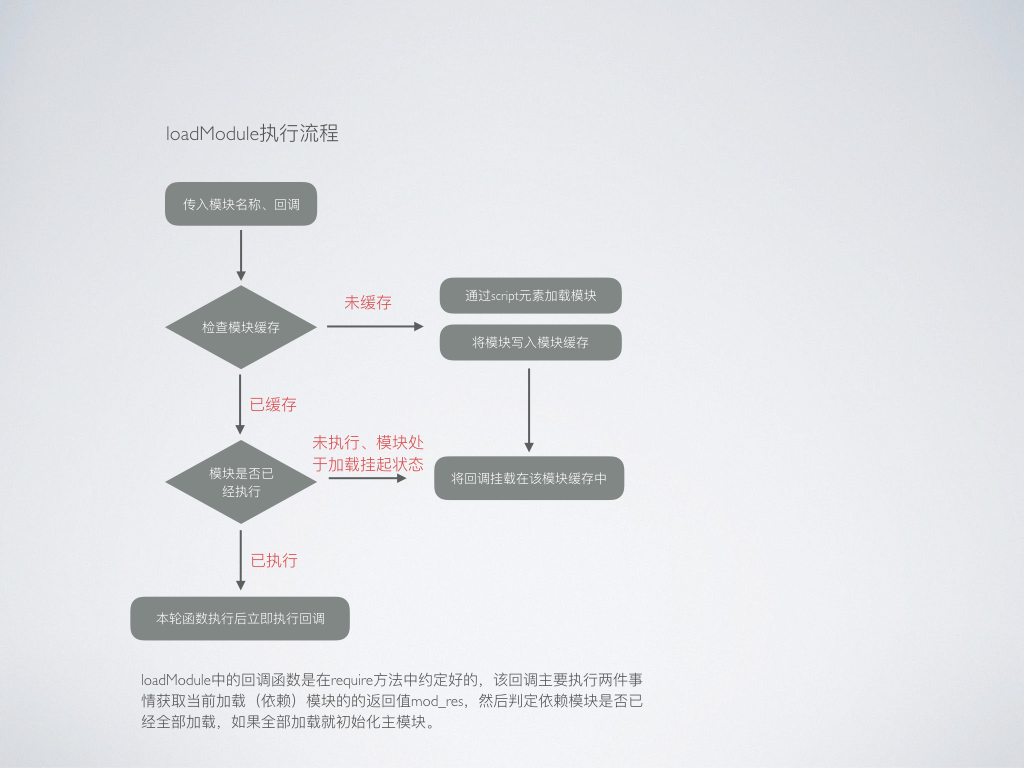 loadModule执行流程
传入模块名称、回调
检查模块缓存
未缓存
通过script元素加载模块
将模块写入模块缓存
已缓存
模块是否已
经执行
未执行、模块处
于加载挂起状态
将回调挂载在该模块缓存中
已执行
本轮函数执行后立即执行回调
loadModule中的回调函数是在require方法中约定好的，该回调主要执行两件事
情获取当前加载（依赖）模块的的返回值mod_res，然后判定依赖模块是否已
经全部加载，如果全部加载就初始化主模块。